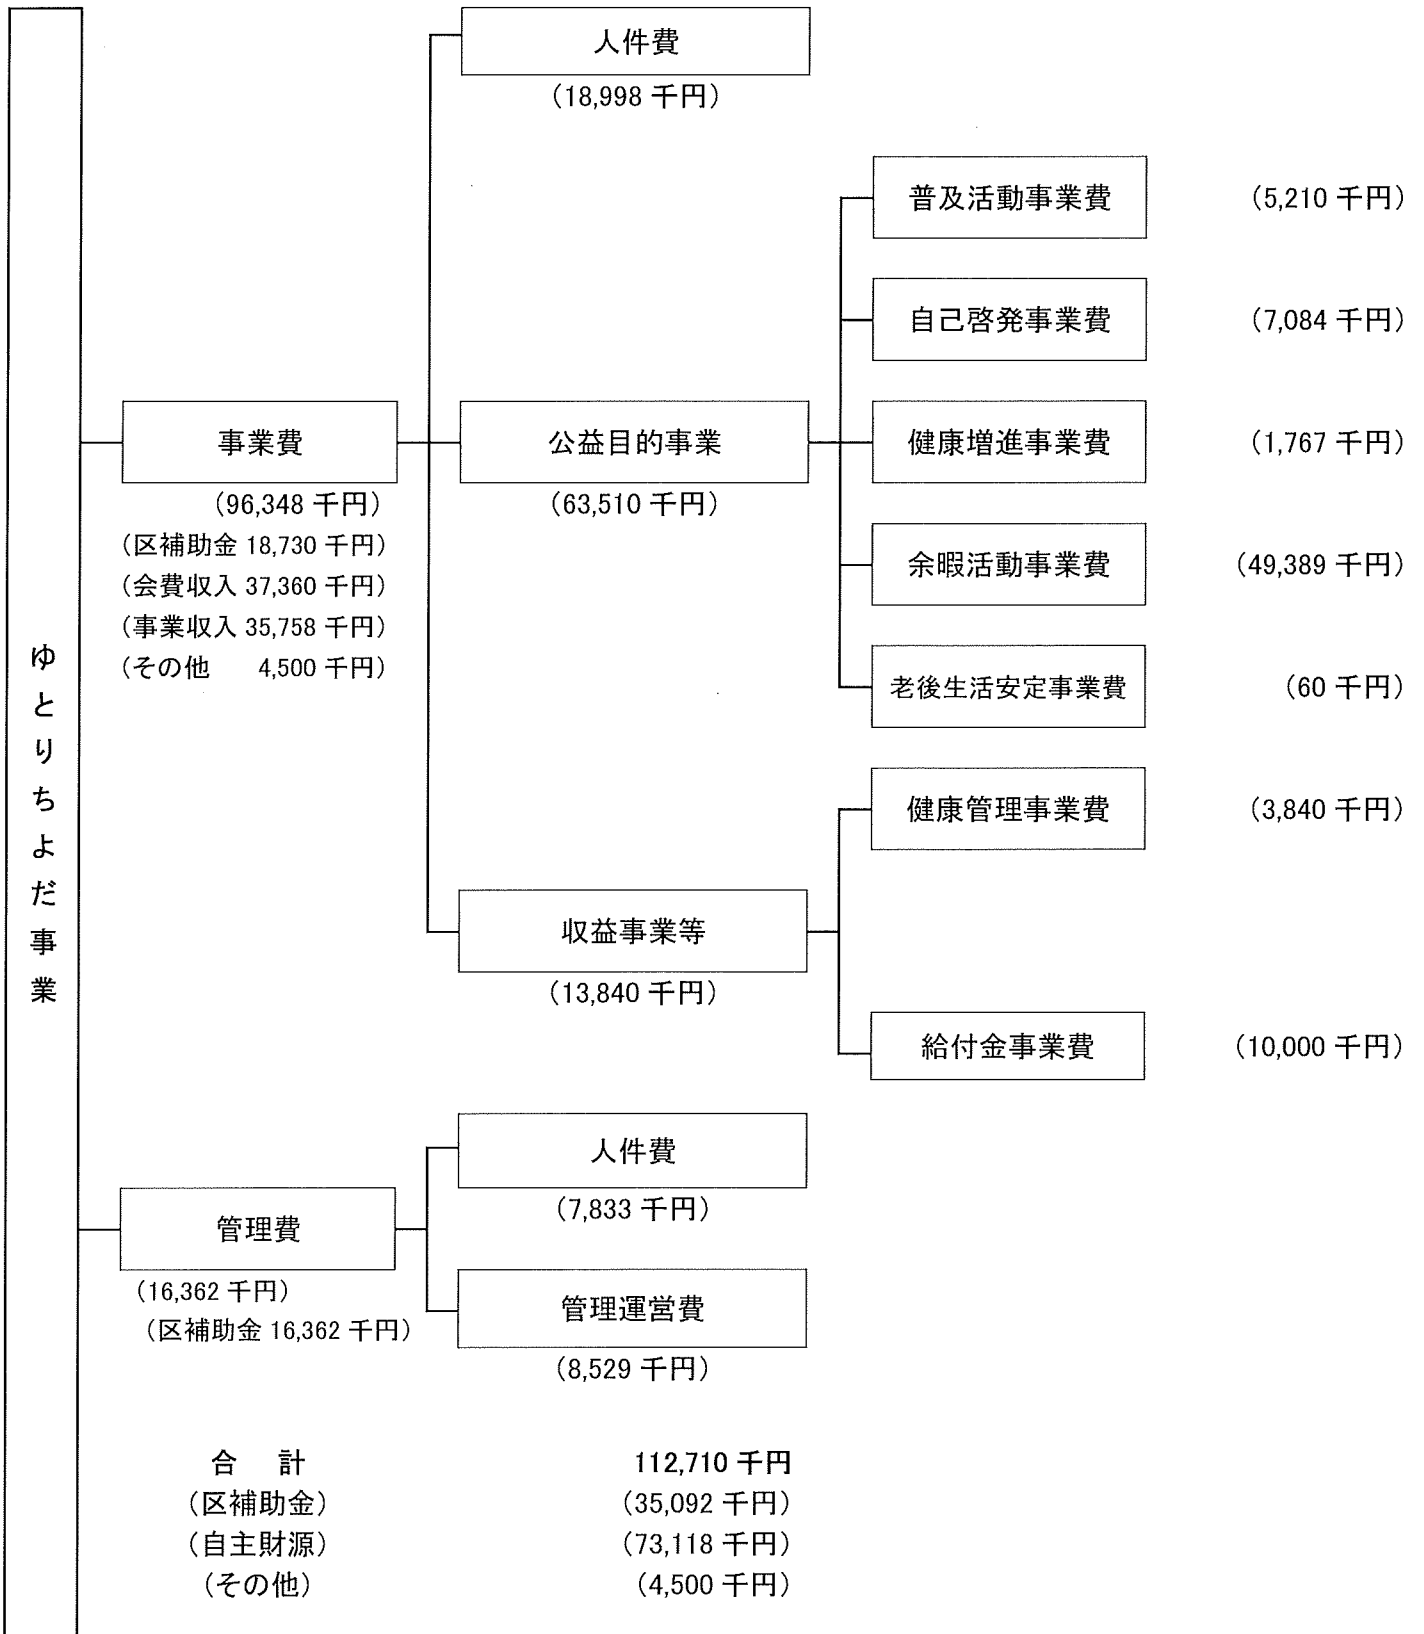 ゆとりちよだ事業
人件費
(18,998 千円)
普及活動事業費 (5,210 千円)
自己啓発事業費 (7,084 千円)
事業費
(96,348 千円)
(区補助金 18,730 千円)
(会費収入 37,360 千円)
(事業収入 35,758 千円)
(その他 4,500 千円)
公益目的事業
(63,510 千円)
健康増進事業費 (1,767 千円)
余暇活動事業費 (49,389 千円)
老後生活安定事業費 (60 千円)
健康管理事業費 (3,840 千円)
収益事業等
(13,840 千円)
給付金事業費 (10,000 千円)
人件費
(7,833 千円)
管理費
(16,362 千円)
(区補助金 16,362 千円)
管理運営費
(8,529 千円)
合 計 112,710 千円
(区補助金) (35,092 千円)
(自主財源) (73,118 千円)
(その他) (4,500 千円)